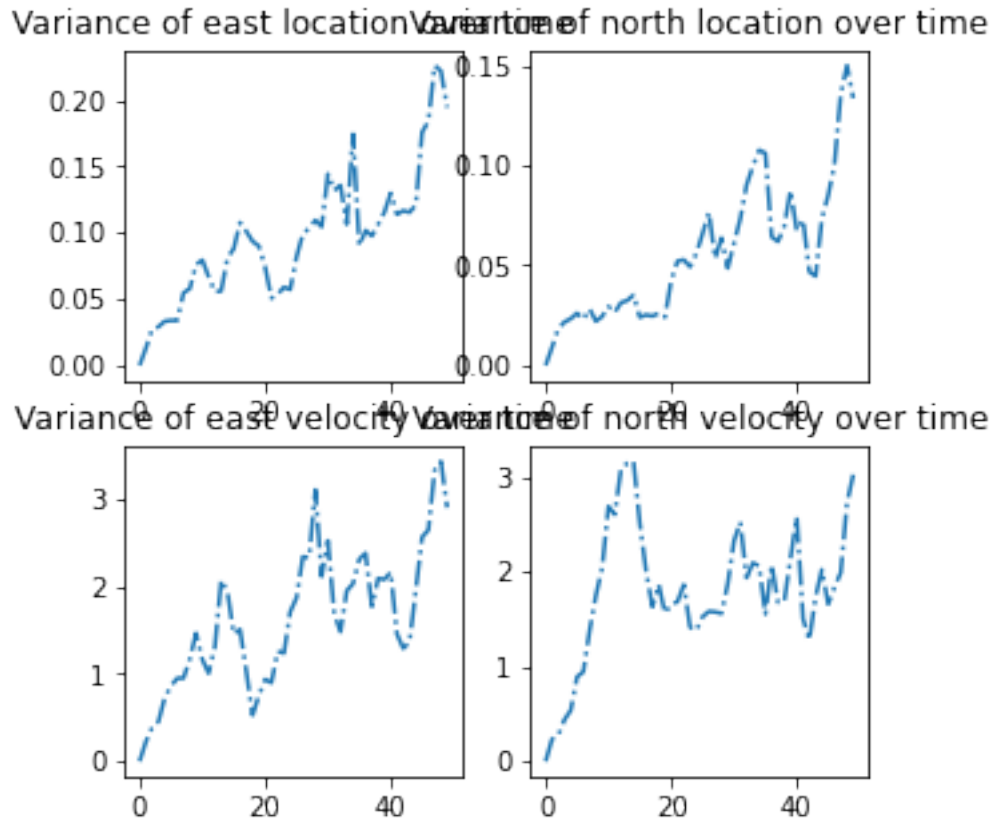 Variance of east location over time
Variance of north location over time
0.20
0.15
0.10
0.05
0.00
0 20 40
0.15
0.10
0.05
0.00
0 20 40
Variance of east velocity over time
Variance of north velocity over time
3
2
1
0
0 20 40
3
2
1
0
0 20 40